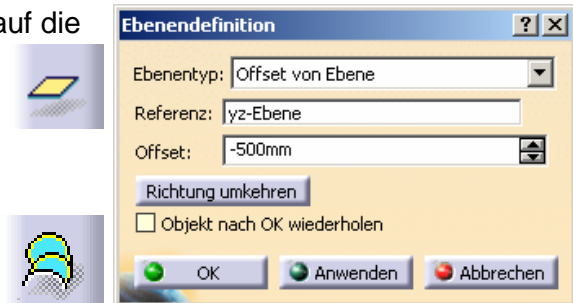 auf die
Ebenendefinition
Ebenentyp: Offset von Ebene
Referenz: yz-Ebene
Offset: -500mm
Richtung umkehren
Objekt nach OK wiederholen
OK Anwenden Abbrechen